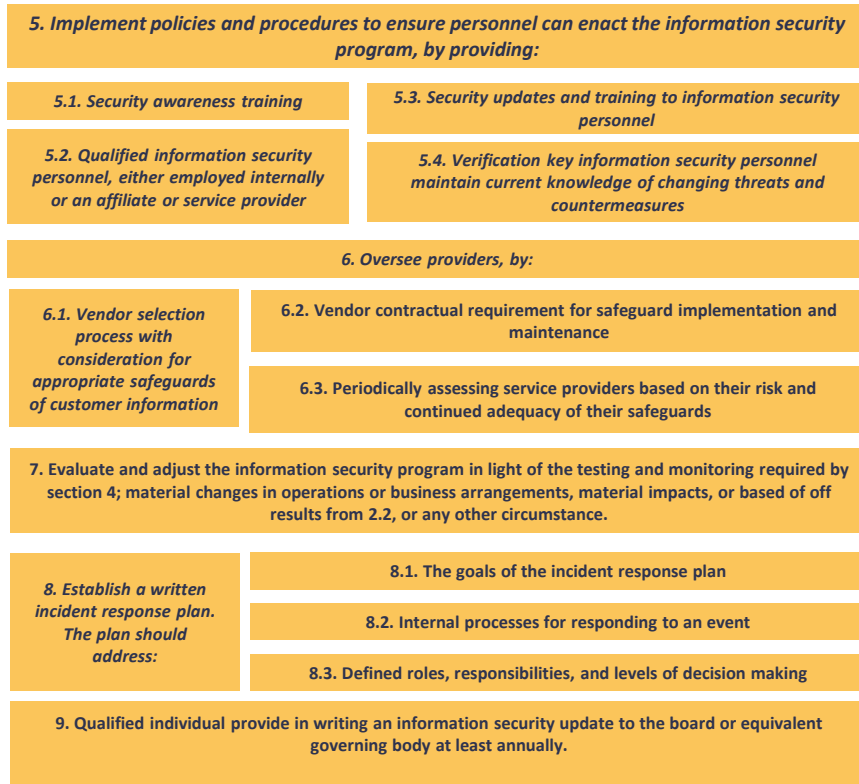 5. Implement policies and procedures to ensure personnel can enact the information security
program, by providing:
5.1. Security awareness training
5.2. Qualified information security
personnel, either employed internally
or an affiliate or service provider
5.3. Security updates and training to information security
personnel
5.4. Verification key information security personnel
maintain current knowledge of changing threats and
countermeasures
6. Oversee providers, by:
6.1. Vendor selection
process with
consideration for
appropriate safeguards
of customer information
6.2. Vendor contractual requirement for safeguard implementation and
maintenance
6.3. Periodically assessing service providers based on their risk and
continued adequacy of their safeguards
7. Evaluate and adjust the information security program in light of the testing and monitoring required by
section 4; material changes in operations or business arrangements, material impacts, or based of off
results from 2.2, or any other circumstance.
8. Establish a written
incident response plan.
The plan should
address:
8.1. The goals of the incident response plan
8.2. Internal processes for responding to an event
8.3. Defined roles, responsibilities, and levels of decision making
9. Qualified individual provide in writing an information security update to the board or equivalent
governing body at least annually.